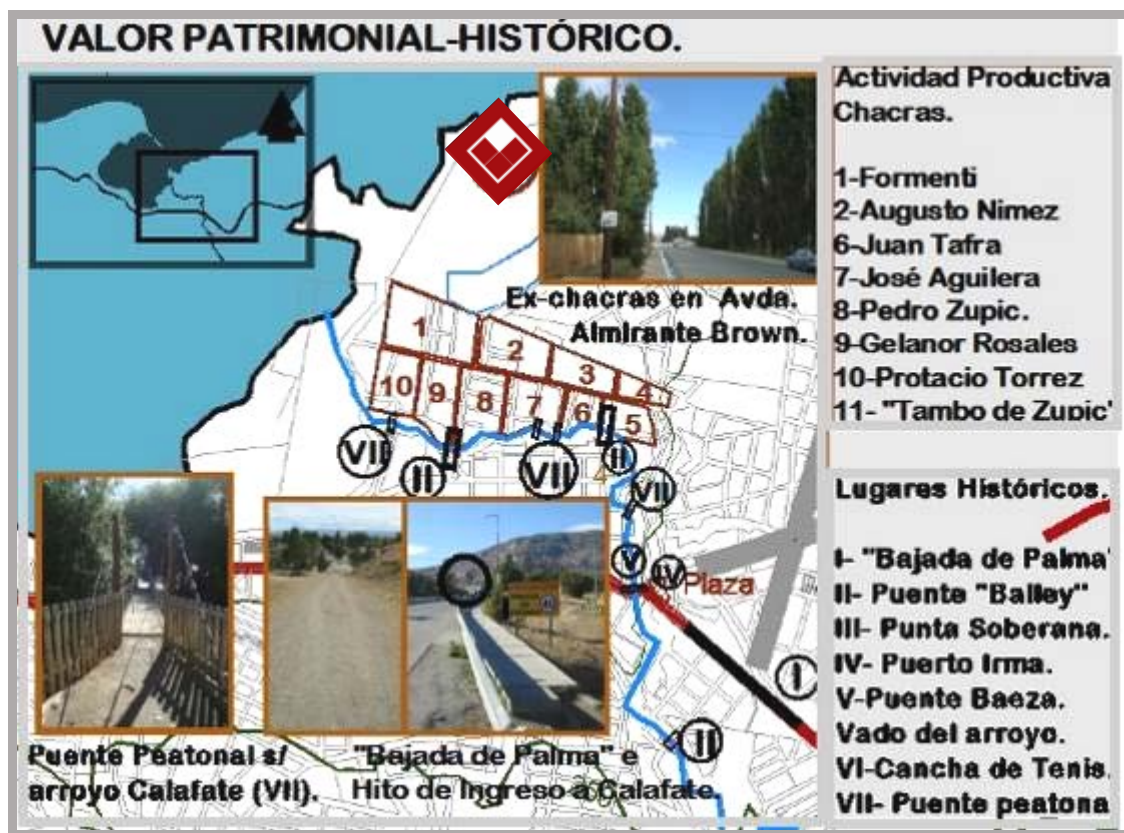 VALOR PATRIMONIAL-HISTÓRICO.
Actividad Productiva
Chacras.
1-Formenti
2-Augusto Nimez
6-Juan Tafra
7-José Aguilera
8-Pedro Zupic.
9-Gelanor Rosales
10-Protacio Torrez
11- "Tambo de Zupic"
Ex-chacras en Avda.
Almirante Brown.
1
2
3
4
10
9
8
7
6
5
VII
II
VII
II
4
VII
V
IV
Plaza
I
II
Lugares Históricos.
I- "Bajada de Palma"
II- Puente "Balley"
III- Punta Soberana.
IV- Puerto Irma.
V-Puente Baeza.
Vado del arroyo.
VI-Cancha de Tenis.
VII- Puente peatona
Puente Peatonal s/
arroyo Calafate (VII).
"Bajada de Palma" e
Hito de Ingreso a Calafate.